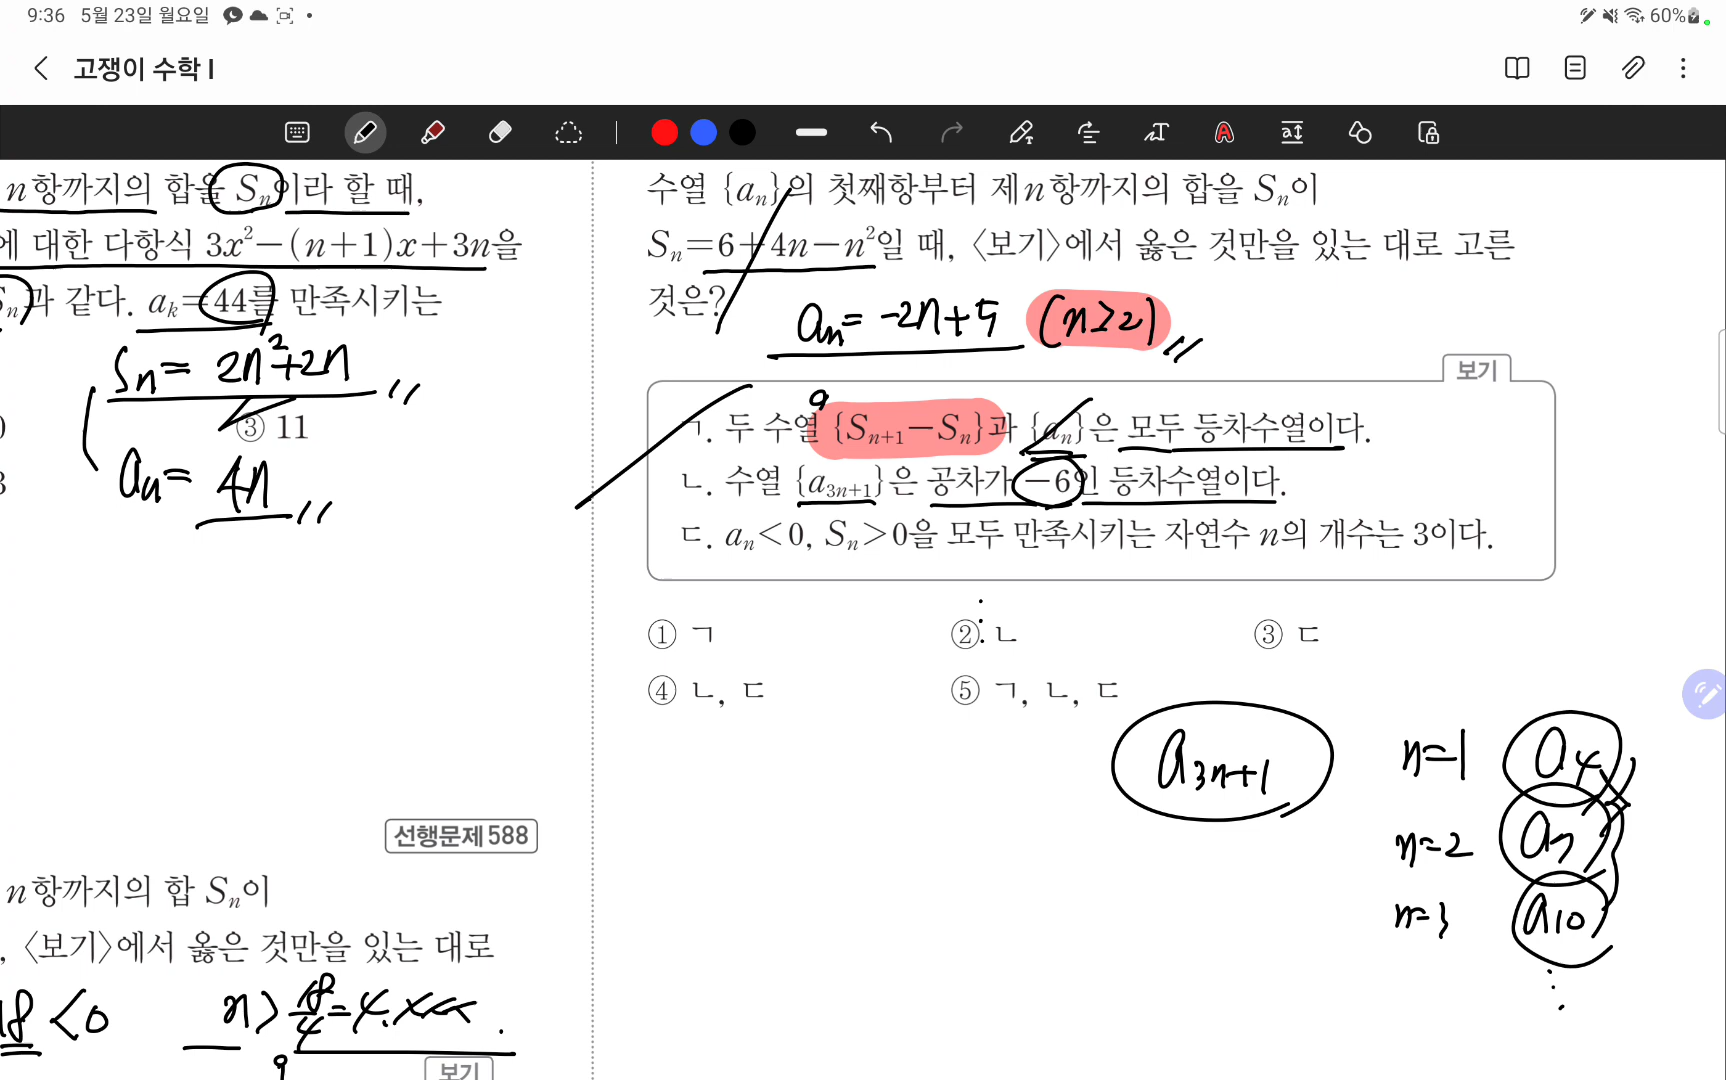 9:36 5월 23일 월요일
60%
고쟁이 수학 I
n항까지의 합을 Sₙ이라 할 때,
에 대한 다항식 3x²−(n+1)x+3n을
Sₙ과 같다. aₖ=44를 만족시키는
Sₙ= 2n²+2n
③ 11
aₙ= 4n
선행문제 588
n항까지의 합 Sₙ이
, 〈보기〉에서 옳은 것만을 있는 대로
18 <0 n> 18/4 =4.×××
보기
수열 {aₙ}의 첫째항부터 제n항까지의 합을 Sₙ이
Sₙ=6+4n−n²일 때, 〈보기〉에서 옳은 것만을 있는 대로 고른
것은?
aₙ= −2n+5 (n≥2)
보기
ㄱ. 두 수열 {Sₙ₊₁−Sₙ}과 {aₙ}은 모두 등차수열이다.
ㄴ. 수열 {a₃ₙ₊₁}은 공차가 −6인 등차수열이다.
ㄷ. aₙ<0, Sₙ>0을 모두 만족시키는 자연수 n의 개수는 3이다.
① ㄱ ② ㄴ ③ ㄷ
④ ㄴ, ㄷ ⑤ ㄱ, ㄴ, ㄷ
a₃ₙ₊₁ n=1 a₄
n=2 a₇
n=3 a₁₀